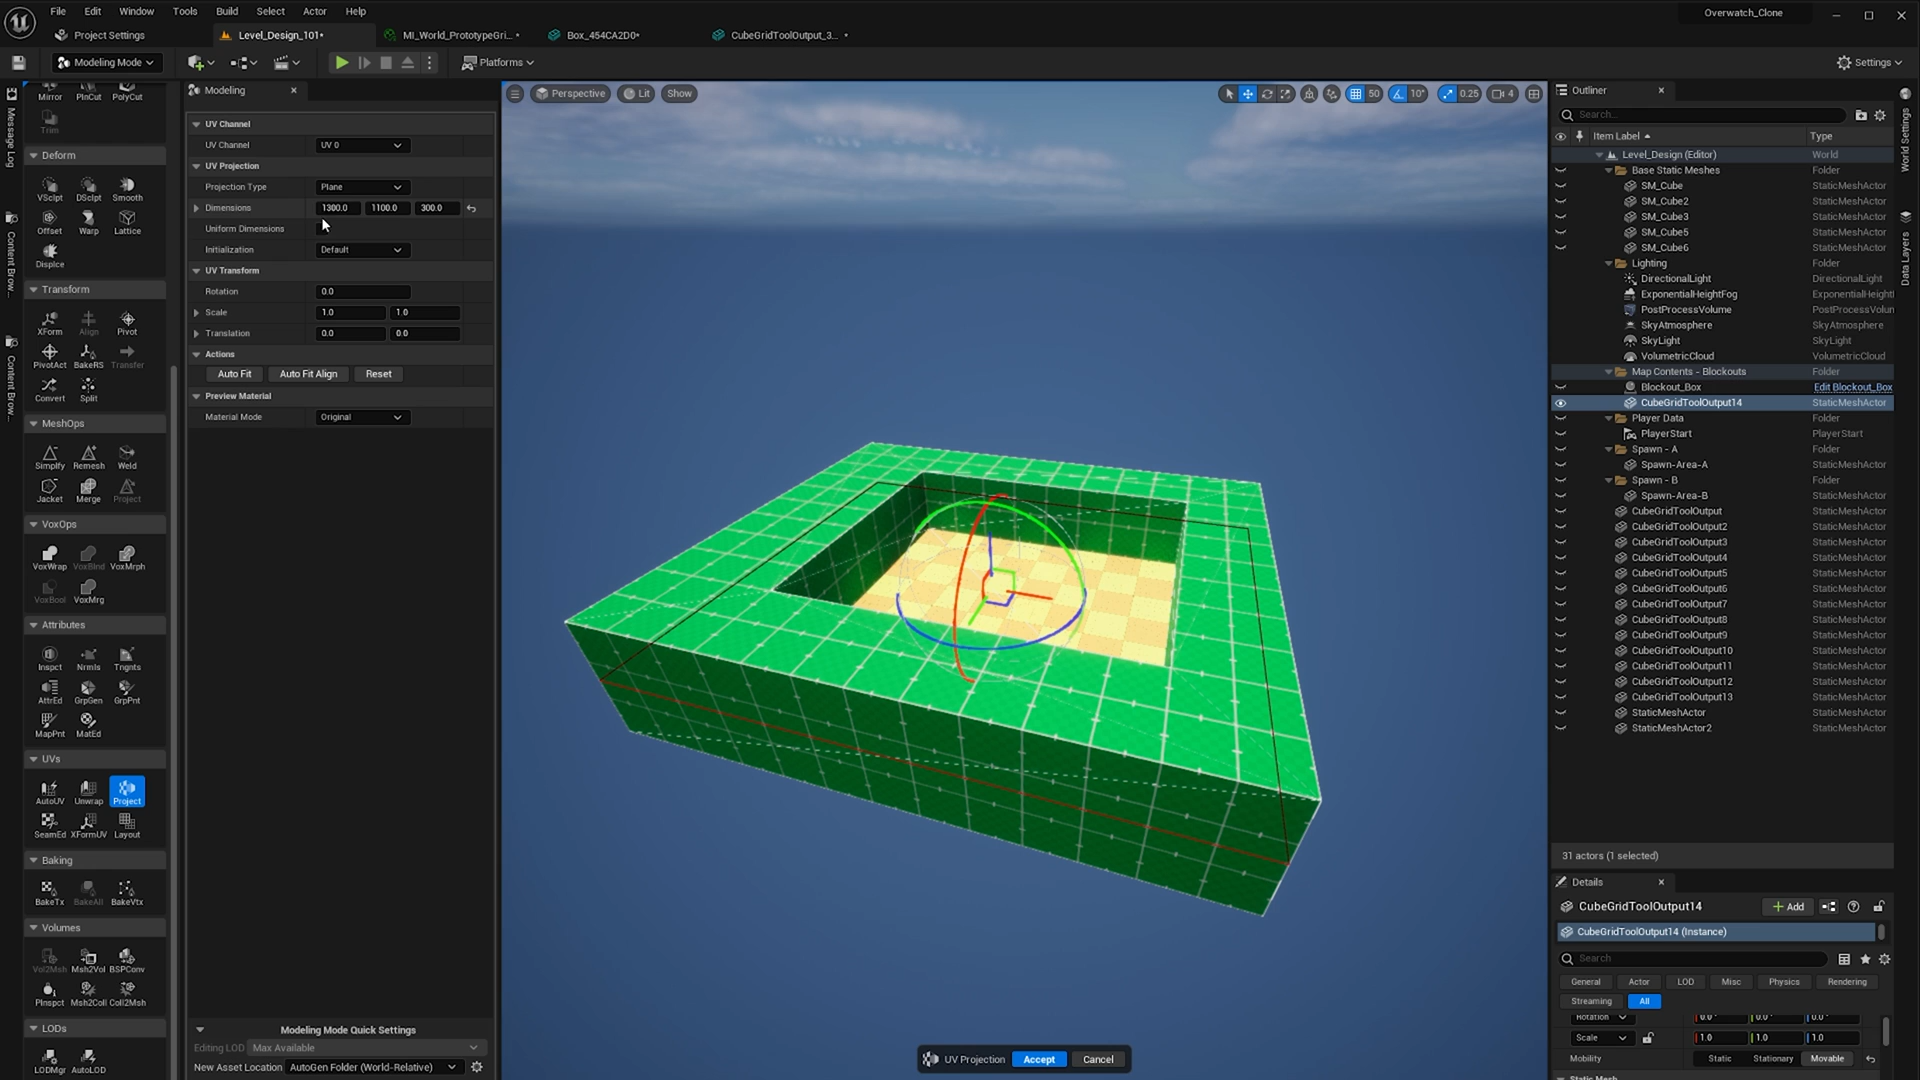 File Edit Window Tools Build Select Actor Help
Overwatch_Clone
Project Settings
Level_Design_101*
MI_World_PrototypeGri... •
Box_454CA2D0*
CubeGridToolOutput_3... •
Modeling Mode
Platforms
Settings
Message Log
Content Brow...
Content Brow...
Mirror PlnCut PolyCut
Trim
Deform
VSclpt DSclpt Smooth
Offset Warp Lattice
Displce
Transform
XForm Align Pivot
PivotAct BakeRS Transfer
Convert Split
MeshOps
Simplfy Remesh Weld
Jacket Merge Project
VoxOps
VoxWrap VoxBlnd VoxMrph
VoxBool VoxMrg
Attributes
Inspct Nrmls Tngnts
AttrEd GrpGen GrpPnt
MapPnt MatEd
UVs
AutoUV Unwrap Project
SeamEd XFormUV Layout
Baking
BakeTx BakeAll BakeVtx
Volumes
Vol2Msh Msh2Vol BSPConv
PInspct Msh2Coll Coll2Msh
LODs
LODMgr AutoLOD
Modeling
UV Channel
UV Channel UV 0
UV Projection
Projection Type Plane
Dimensions 1300.0 1100.0 300.0
Uniform Dimensions
Initialization Default
UV Transform
Rotation 0.0
Scale 1.0 1.0
Translation 0.0 0.0
Actions
Auto Fit Auto Fit Align Reset
Preview Material
Material Mode Original
Modeling Mode Quick Settings
Editing LOD Max Available
New Asset Location AutoGen Folder (World-Relative)
Perspective Lit Show
50 10° 0.25 4
UV Projection Accept Cancel
Outliner
Search...
Item Label Type
Level_Design (Editor) World
Base Static Meshes Folder
SM_Cube StaticMeshActor
SM_Cube2 StaticMeshActor
SM_Cube3 StaticMeshActor
SM_Cube5 StaticMeshActor
SM_Cube6 StaticMeshActor
Lighting Folder
DirectionalLight DirectionalLight
ExponentialHeightFog ExponentialHeight
PostProcessVolume PostProcessVolun
SkyAtmosphere SkyAtmosphere
SkyLight SkyLight
VolumetricCloud VolumetricCloud
Map Contents - Blockouts Folder
Blockout_Box Edit Blockout_Box
CubeGridToolOutput14 StaticMeshActor
Player Data Folder
PlayerStart PlayerStart
Spawn - A Folder
Spawn-Area-A StaticMeshActor
Spawn - B Folder
Spawn-Area-B StaticMeshActor
CubeGridToolOutput StaticMeshActor
CubeGridToolOutput2 StaticMeshActor
CubeGridToolOutput3 StaticMeshActor
CubeGridToolOutput4 StaticMeshActor
CubeGridToolOutput5 StaticMeshActor
CubeGridToolOutput6 StaticMeshActor
CubeGridToolOutput7 StaticMeshActor
CubeGridToolOutput8 StaticMeshActor
CubeGridToolOutput9 StaticMeshActor
CubeGridToolOutput10 StaticMeshActor
CubeGridToolOutput11 StaticMeshActor
CubeGridToolOutput12 StaticMeshActor
CubeGridToolOutput13 StaticMeshActor
StaticMeshActor StaticMeshActor
StaticMeshActor2 StaticMeshActor
31 actors (1 selected)
Details
CubeGridToolOutput14
Add
CubeGridToolOutput14 (Instance)
Search
General Actor LOD Misc Physics Rendering
Streaming All
Rotation 0.0° 0.0° 0.0°
Scale 1.0 1.0 1.0
Mobility Static Stationary Movable
Static Mesh
World Settings
Data Layers